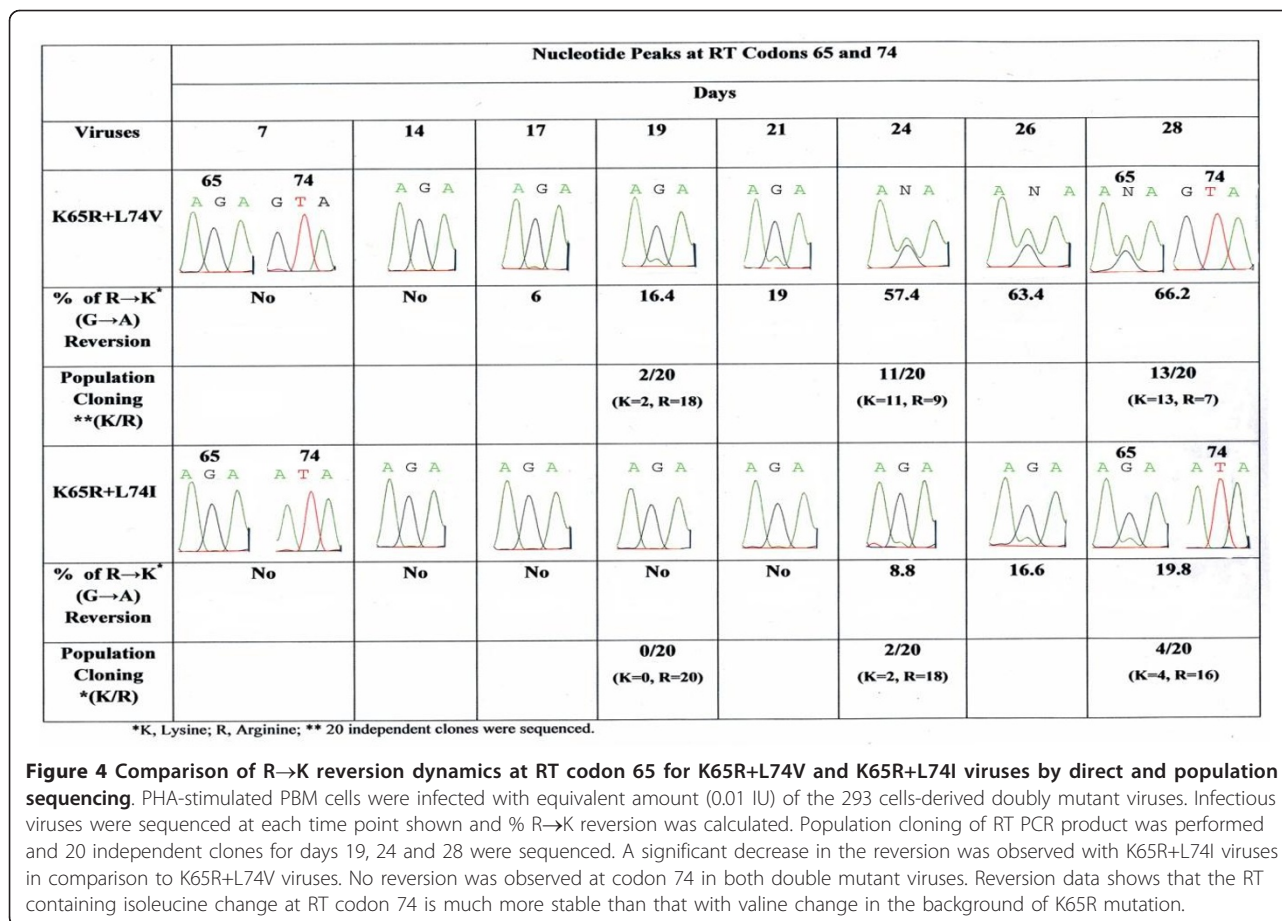 Nucleotide Peaks at RT Codons 65 and 74
Days
Viruses 7 14 17 19 21 24 26 28
K65R+L74V
65 74
A G A G T A
A G A
A G A
A G A
A G A
A N A
A N A
65 74
A N A G T A
% of R→K* (G→A) Reversion
No No 6 16.4 19 57.4 63.4 66.2
Population Cloning **(K/R)
2/20 (K=2, R=18)
11/20 (K=11, R=9)
13/20 (K=13, R=7)
K65R+L74I
65 74
A G A A T A
A G A
A G A
A G A
A G A
A G A
A G A
65 74
A G A A T A
% of R→K* (G→A) Reversion
No No No No No 8.8 16.6 19.8
Population Cloning *(K/R)
0/20 (K=0, R=20)
2/20 (K=2, R=18)
4/20 (K=4, R=16)
*K, Lysine; R, Arginine; ** 20 independent clones were sequenced.
Figure 4 Comparison of R→K reversion dynamics at RT codon 65 for K65R+L74V and K65R+L74I viruses by direct and population
sequencing. PHA-stimulated PBM cells were infected with equivalent amount (0.01 IU) of the 293 cells-derived doubly mutant viruses. Infectious
viruses were sequenced at each time point shown and % R→K reversion was calculated. Population cloning of RT PCR product was performed
and 20 independent clones for days 19, 24 and 28 were sequenced. A significant decrease in the reversion was observed with K65R+L74I viruses
in comparison to K65R+L74V viruses. No reversion was observed at codon 74 in both double mutant viruses. Reversion data shows that the RT
containing isoleucine change at RT codon 74 is much more stable than that with valine change in the background of K65R mutation.